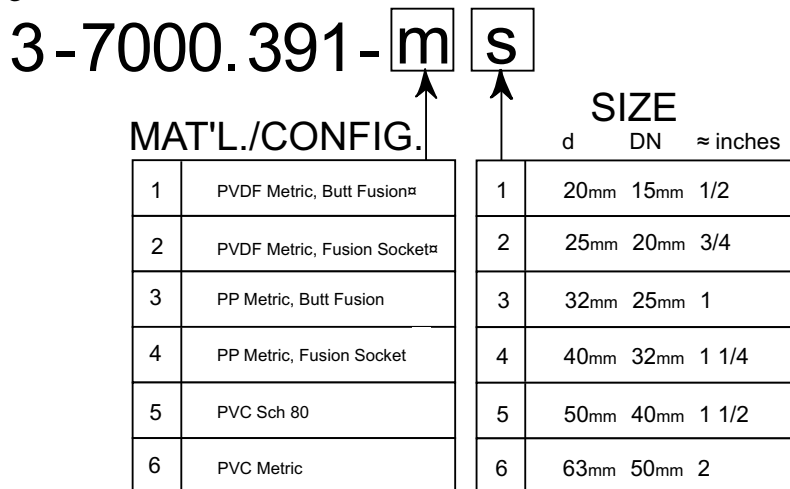 3-7000.391- m s
MAT'L./CONFIG.
1 PVDF Metric, Butt Fusion¤
2 PVDF Metric, Fusion Socket¤
3 PP Metric, Butt Fusion
4 PP Metric, Fusion Socket
5 PVC Sch 80
6 PVC Metric
SIZE
d DN ≈ inches
1 20mm 15mm 1/2
2 25mm 20mm 3/4
3 32mm 25mm 1
4 40mm 32mm 1 1/4
5 50mm 40mm 1 1/2
6 63mm 50mm 2